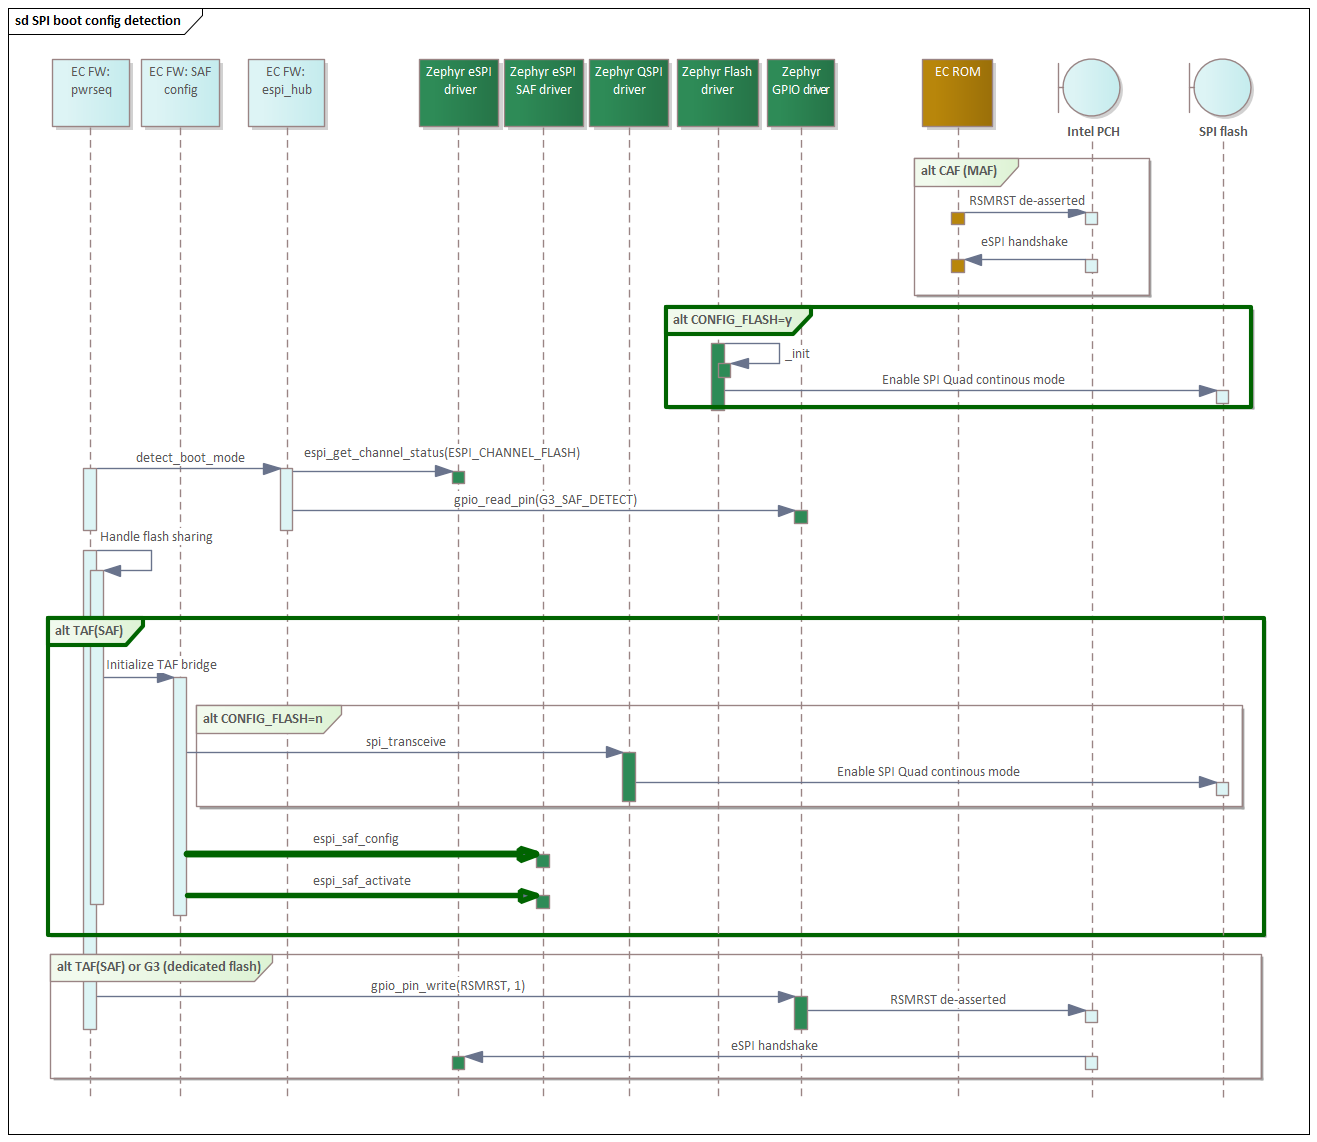 sd SPI boot config detection
EC FW:
pwrseq
EC FW: SAF
config
EC FW:
espi_hub
Zephyr eSPI
driver
Zephyr eSPI
SAF driver
Zephyr QSPI
driver
Zephyr Flash
driver
Zephyr
GPIO driver
EC ROM
Intel PCH
SPI flash
alt CAF (MAF)
RSMRST de-asserted
eSPI handshake
alt CONFIG_FLASH=y
_init
Enable SPI Quad continous mode
detect_boot_mode
espi_get_channel_status(ESPI_CHANNEL_FLASH)
gpio_read_pin(G3_SAF_DETECT)
Handle flash sharing
alt TAF(SAF)
Initialize TAF bridge
alt CONFIG_FLASH=n
spi_transceive
Enable SPI Quad continous mode
espi_saf_config
espi_saf_activate
alt TAF(SAF) or G3 (dedicated flash)
gpio_pin_write(RSMRST, 1)
RSMRST de-asserted
eSPI handshake